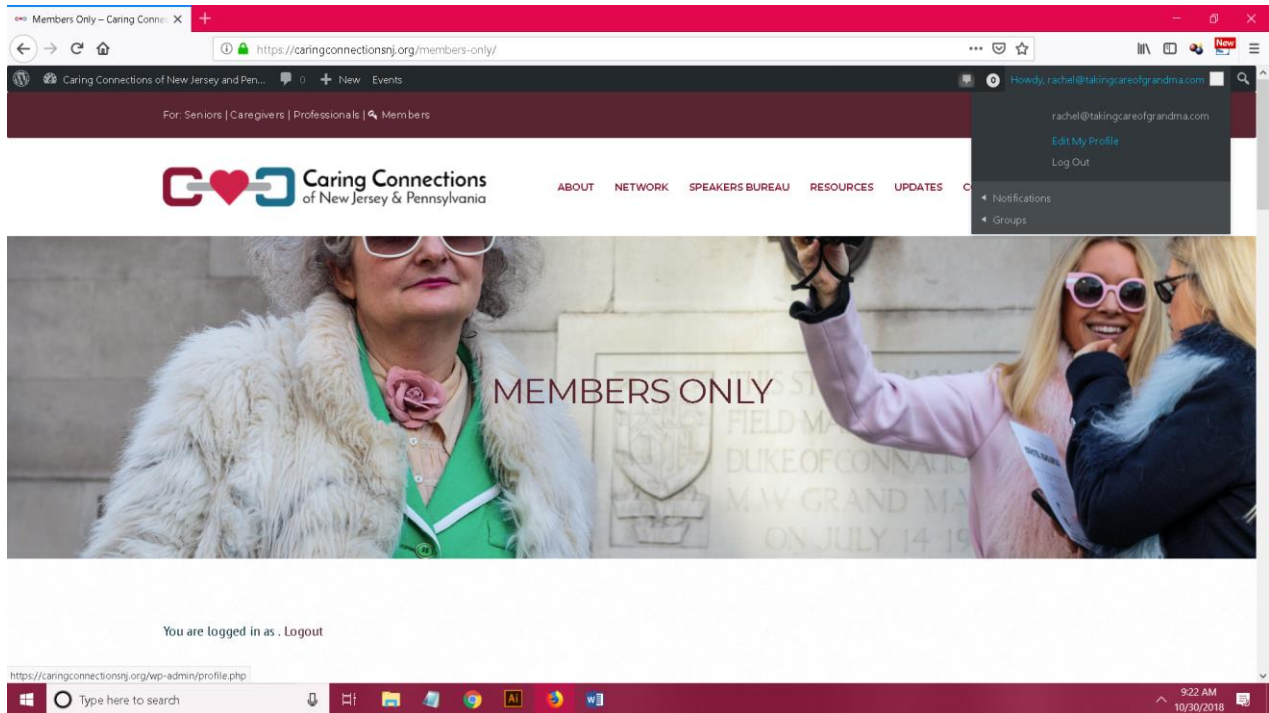 Members Only – Caring Conne
https://caringconnectionsnj.org/members-only/
New
Caring Connections of New Jersey and Pen... 0 + New Events
0 Howdy, rachel@takingcareofgrandma.com
For: Seniors | Caregivers | Professionals | Members
rachel@takingcareofgrandma.com
Edit My Profile
Log Out
Notifications
Groups
Caring Connections
of New Jersey & Pennsylvania
ABOUT NETWORK SPEAKERS BUREAU RESOURCES UPDATES C
MEMBERS ONLY
THIS
FIELD MA
DUKE OF CONNA
M.W GRAND MA
ON JULY 14 19
You are logged in as . Logout
https://caringconnectionsnj.org/wp-admin/profile.php
Type here to search
Ai
9:22 AM
10/30/2018